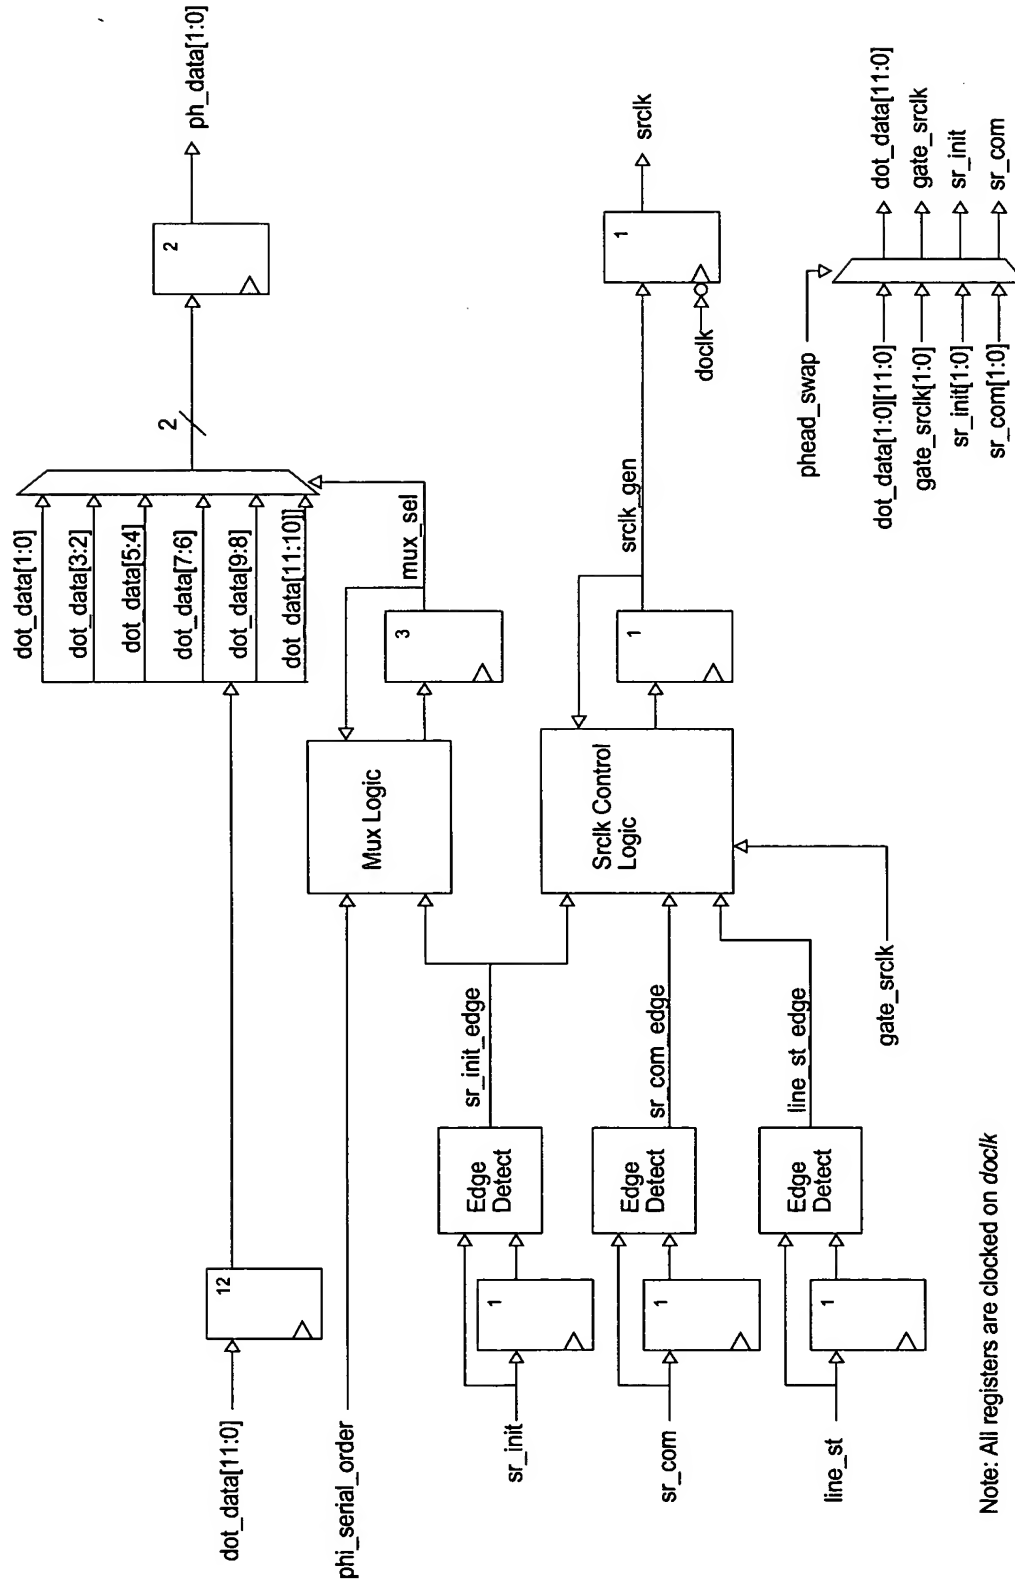 dot_data[11:0]
12
dot_data[1:0]
dot_data[3:2]
dot_data[5:4]
dot_data[7:6]
dot_data[9:8]
dot_data[11:10]]
2
2
ph_data[1:0]
phi_serial_order
Mux Logic
3
mux_sel
sr_init
1
Edge
Detect
sr_init_edge
sr_com
1
Edge
Detect
sr_com_edge
line_st
1
Edge
Detect
line_st_edge
gate_srclk
Srclk Control
Logic
1
srclk_gen
doclk
1
srclk
phead_swap
dot_data[1:0][11:0]
dot_data[11:0]
gate_srclk[1:0]
gate_srclk
sr_init[1:0]
sr_init
sr_com[1:0]
sr_com
Note: All registers are clocked on doclk